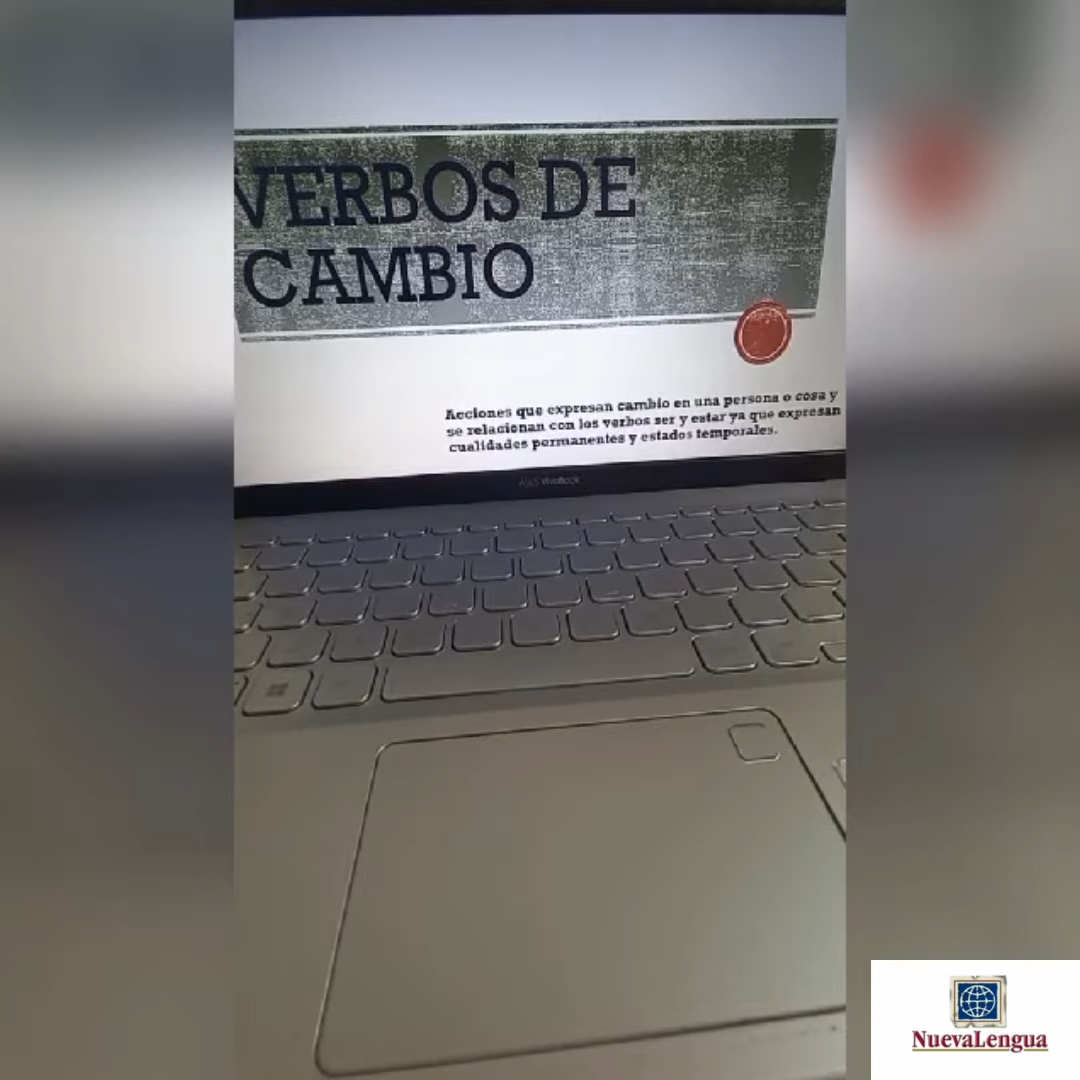 VERBOS DE
CAMBIO
Acciones que expresan cambio en una persona o cosa y
se relacionan con los verbos ser y estar ya que expresan
cualidades permanentes y estados temporales.
ASUS VivoBook
NuevaLengua